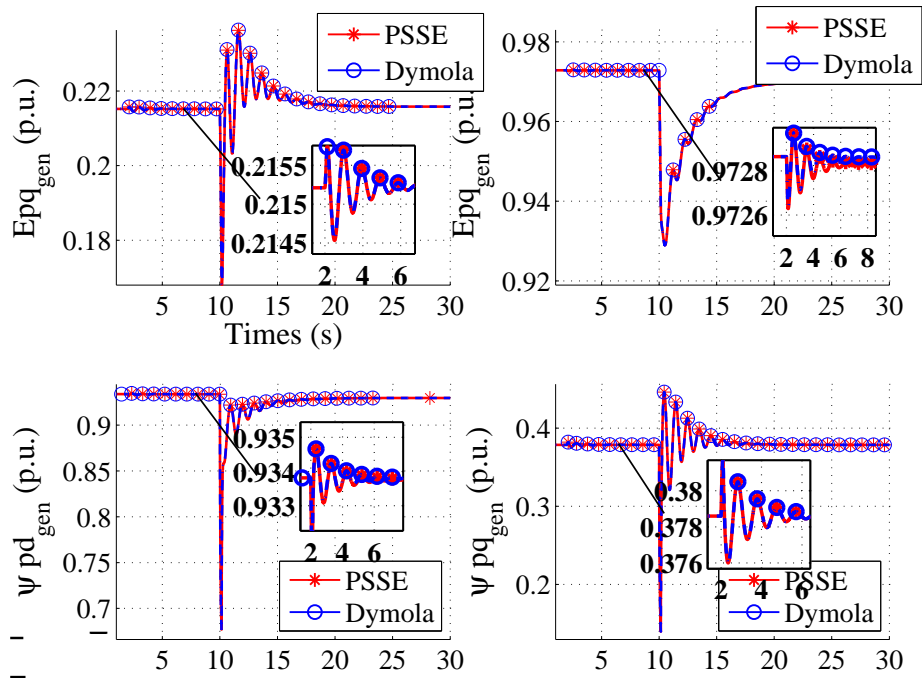 PSSE
Dymola
0.22
0.2
0.18
Epq_gen (p.u.)
0.2155
0.215
0.2145
2 4 6
5 10 15 20 25 30
Times (s)
PSSE
Dymola
0.98
0.96
0.94
0.92
Epq_gen (p.u.)
0.9728
0.9726
2 4 6 8
5 10 15 20 25 30
0.9
0.85
0.8
0.75
0.7
ψ pd_gen (p.u.)
0.935
0.934
0.933
2 4 6
PSSE
Dymola
5 10 15 20 25 30
0.4
0.3
0.2
ψ pq_gen (p.u.)
0.38
0.378
0.376
2 4 6
PSSE
Dymola
5 10 15 20 25 30